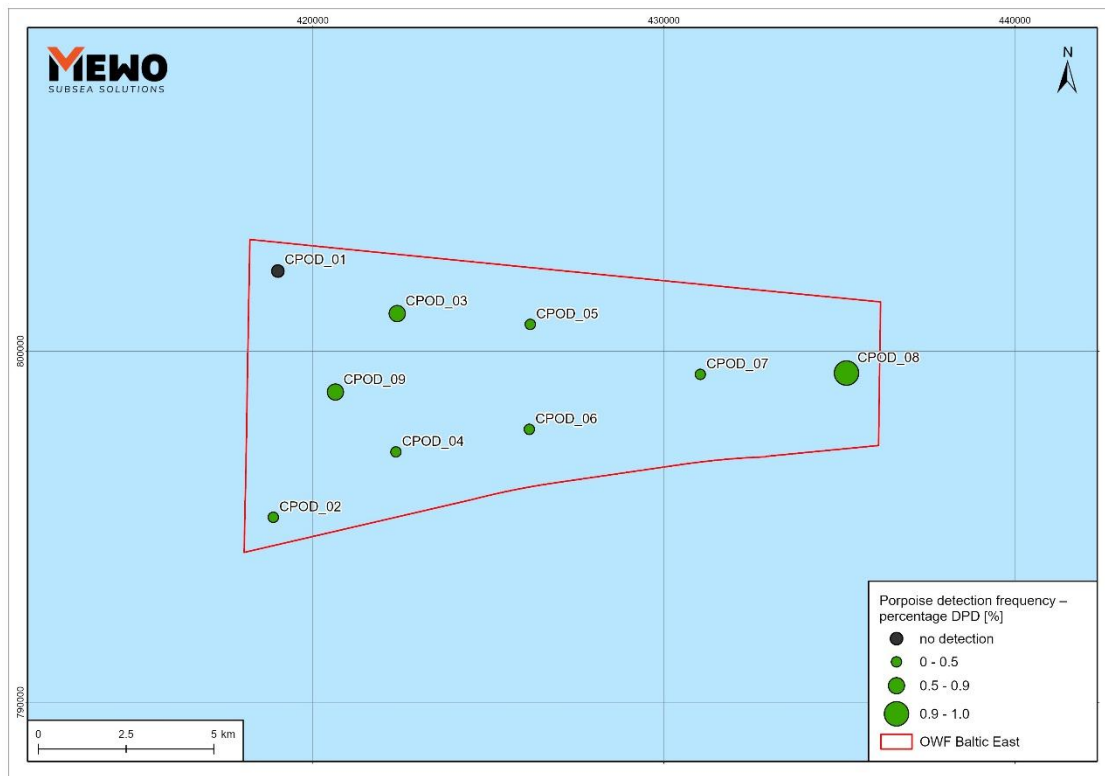 420000
430000
440000
MEWO
SUBSEA SOLUTIONS
N
CPOD_01
CPOD_03
CPOD_05
800000
CPOD_07
CPOD_08
CPOD_09
CPOD_06
CPOD_04
CPOD_02
790000
Porpoise detection frequency –
percentage DPD [%]
no detection
0 - 0.5
0.5 - 0.9
0.9 - 1.0
OWF Baltic East
0 2.5 5 km